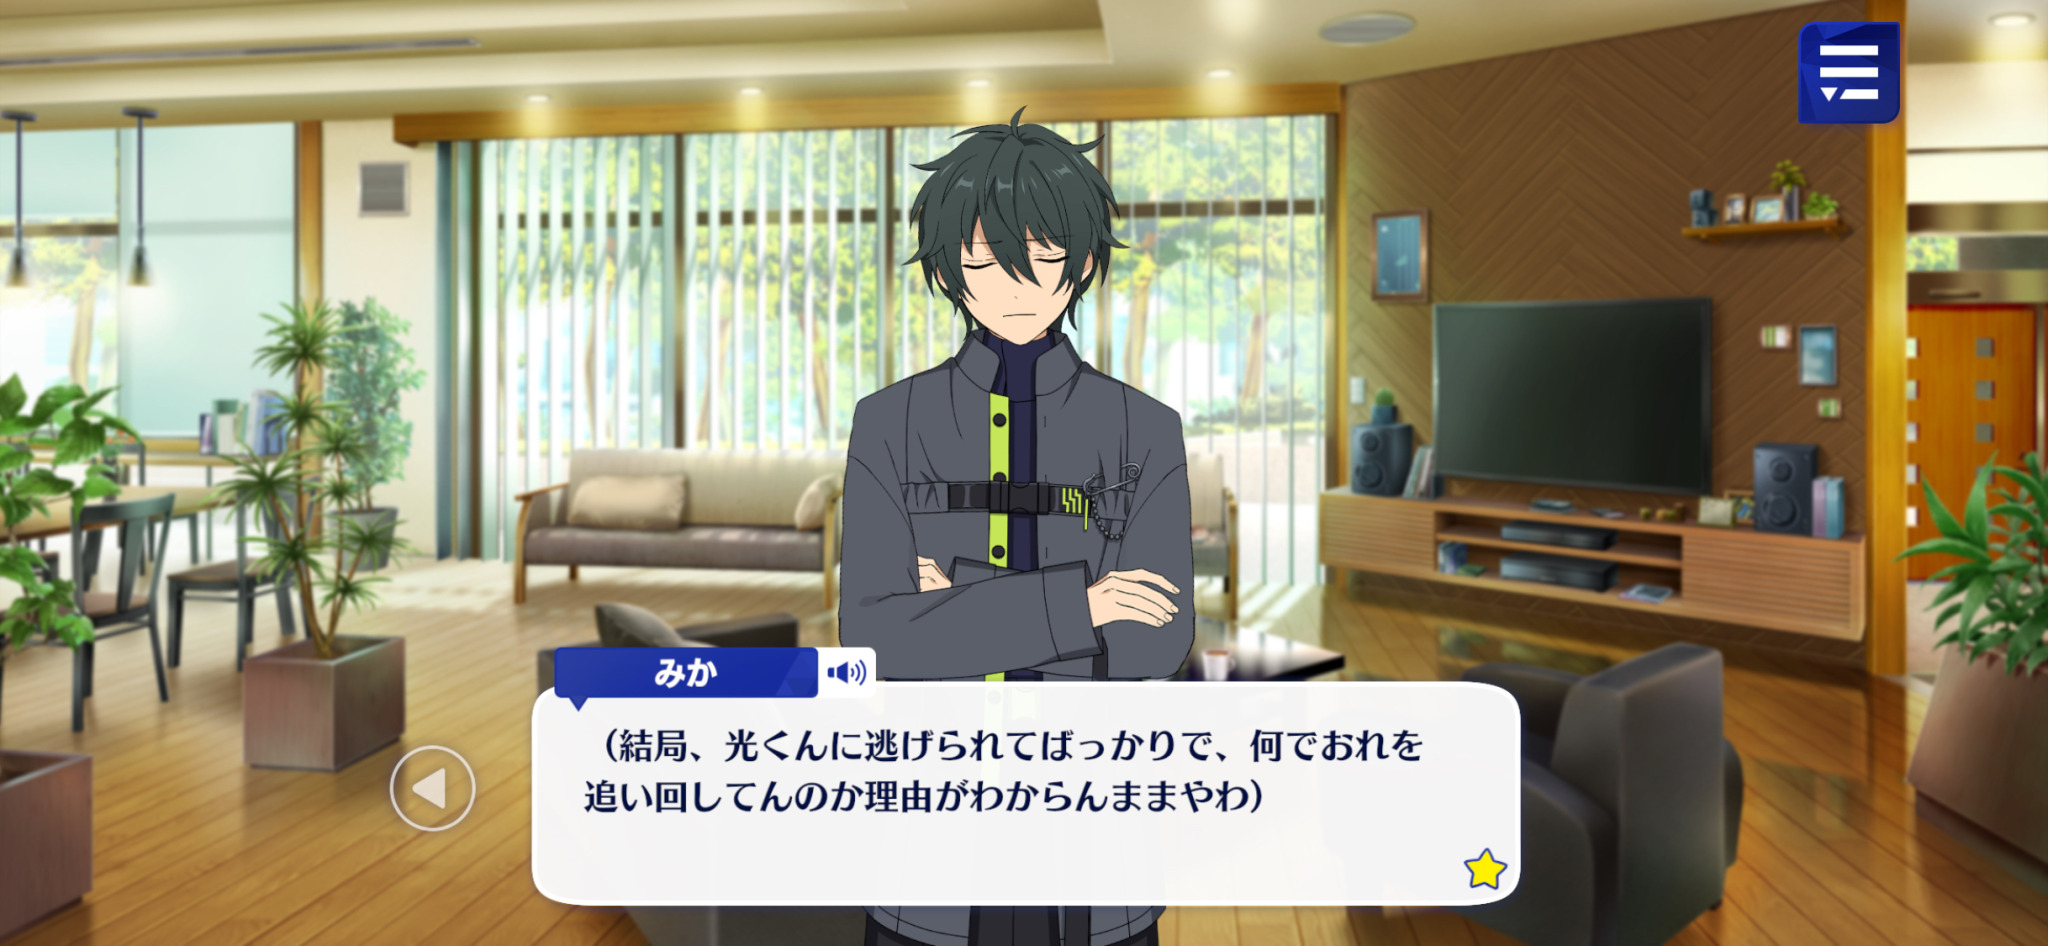 みか
（結局、光くんに逃げられてばっかりで、何でおれを
追い回してんのか理由がわからんままやわ）